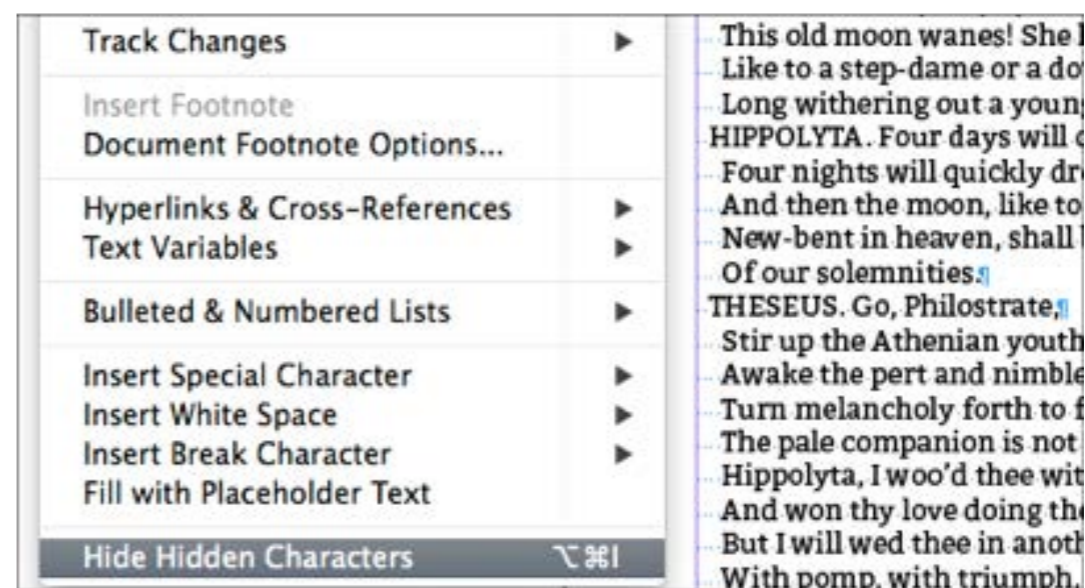 Track Changes
Insert Footnote
Document Footnote Options...
Hyperlinks & Cross-References
Text Variables
Bulleted & Numbered Lists
Insert Special Character
Insert White Space
Insert Break Character
Fill with Placeholder Text
Hide Hidden Characters ⌥⌘I
This old moon wanes! She
Like to a step-dame or a
Long withering out a
HIPPOLYTA. Four days will
Four nights will quickly
And then the moon, like to
New-bent in heaven, shall
Of our solemnities.¶
THESEUS. Go, Philostrate,¶
Stir up the Athenian youth
Awake the pert and nimble
Turn melancholy forth to
The pale companion is not
Hippolyta, I woo'd thee
And won thy love doing
But I will wed thee in
With pomp, with triumph